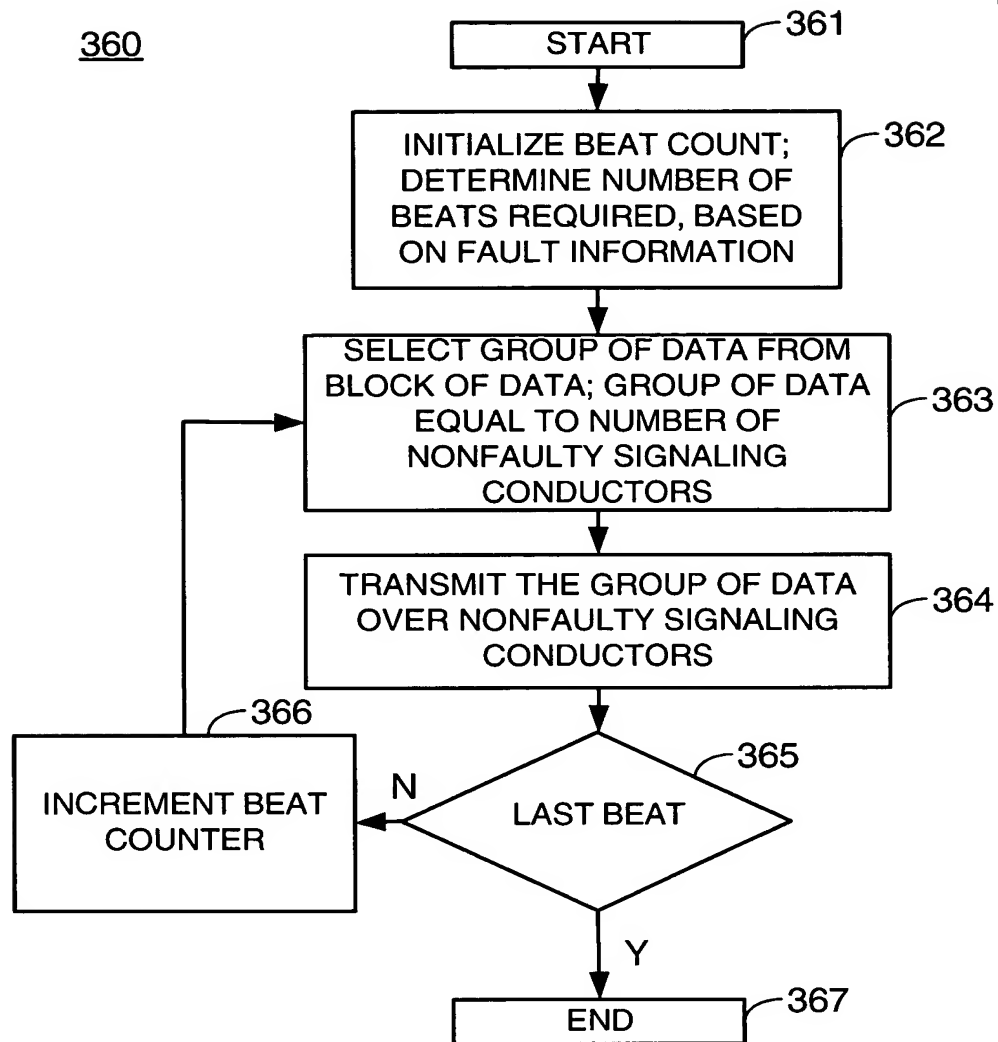 360
START
361
INITIALIZE BEAT COUNT;
DETERMINE NUMBER OF
BEATS REQUIRED, BASED
ON FAULT INFORMATION
362
SELECT GROUP OF DATA FROM
BLOCK OF DATA; GROUP OF DATA
EQUAL TO NUMBER OF
NONFAULTY SIGNALING
CONDUCTORS
363
TRANSMIT THE GROUP OF DATA
OVER NONFAULTY SIGNALING
CONDUCTORS
364
LAST BEAT
365
N
366
INCREMENT BEAT
COUNTER
Y
END
367